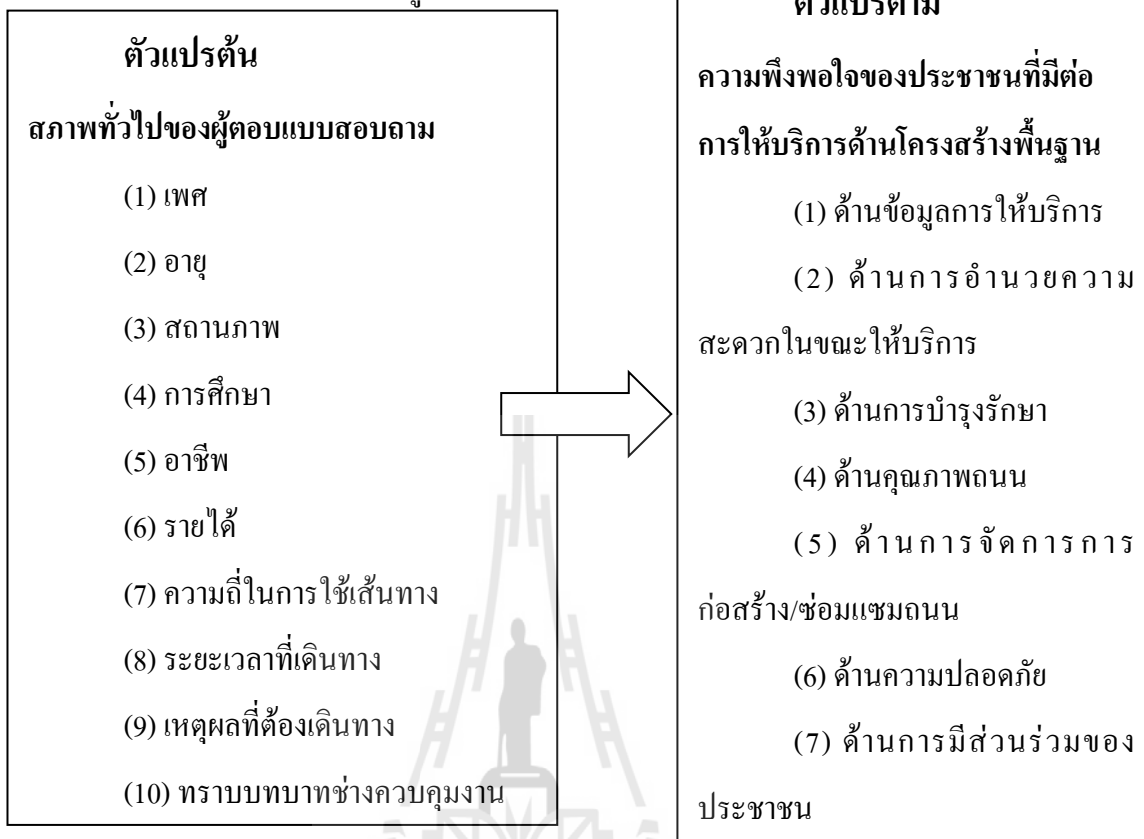 ตัวแปรต้น
สภาพทั่วไปของผู้ตอบแบบสอบถาม
(1) เพศ
(2) อายุ
(3) สถานภาพ
(4) การศึกษา
(5) อาชีพ
(6) รายได้
(7) ความถี่ในการใช้เส้นทาง
(8) ระยะเวลาที่เดินทาง
(9) เหตุผลที่ต้องเดินทาง
(10) ทราบบทบาทช่างควบคุมงาน
ตัวแปรตาม
ความพึงพอใจของประชาชนที่มีต่อ
การให้บริการด้านโครงสร้างพื้นฐาน
(1) ด้านข้อมูลการให้บริการ
(2) ด้านการอำนวยความ
สะดวกในขณะให้บริการ
(3) ด้านการบำรุงรักษา
(4) ด้านคุณภาพถนน
(5) ด้านการจัดการการ
ก่อสร้าง/ซ่อมแซมถนน
(6) ด้านความปลอดภัย
(7) ด้านการมีส่วนร่วมของ
ประชาชน